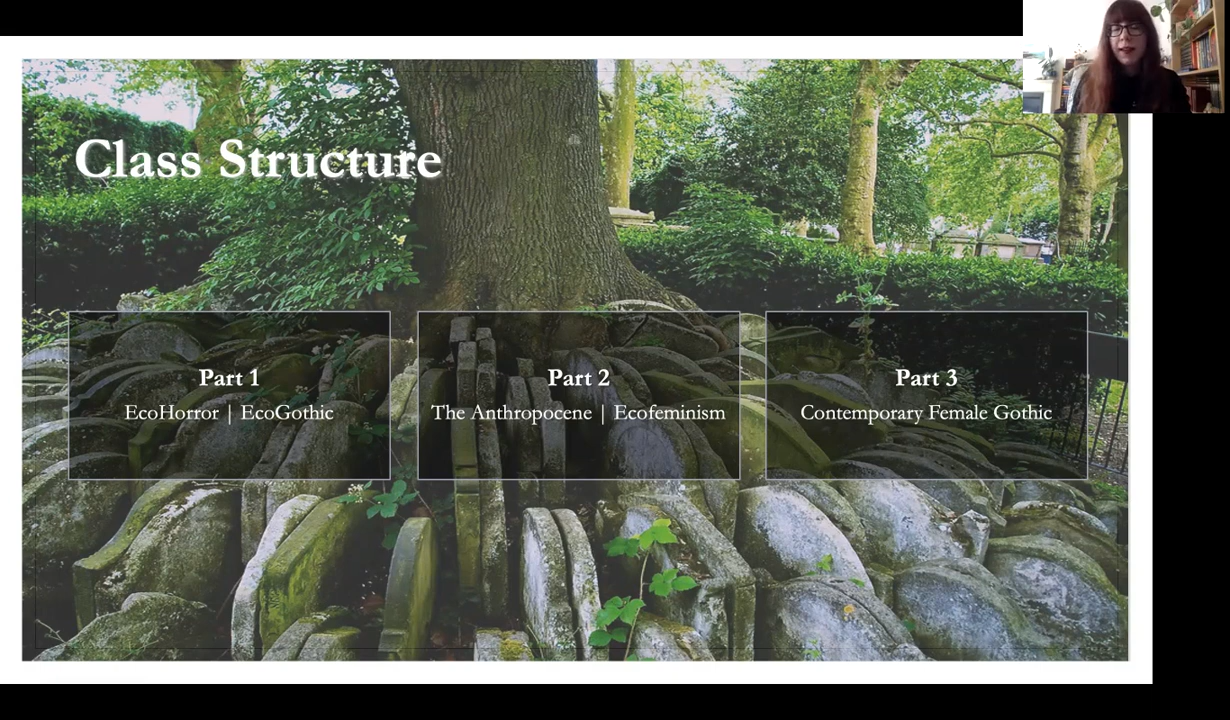 Class Structure
Part 1
EcoHorror | EcoGothic
Part 2
The Anthropocene | Ecofeminism
Part 3
Contemporary Female Gothic